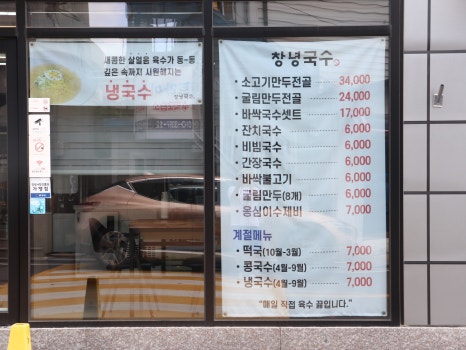 새콤한 살얼음 육수가 동~동
깊은 속까지 시원해지는
냉국수
창녕국수
창녕국수
• 소고기만두전골 34,000
• 굴림만두전골 24,000
• 바싹국수셋트 17,000
• 잔치국수 6,000
• 비빔국수 6,000
• 간장국수 6,000
• 바싹불고기 6,000
• 굴림만두(8개) 6,000
• 옹심이수제비 7,000
계절메뉴
• 떡국(10월-3월) 7,000
• 콩국수(4월-9월) 7,000
• 냉국수(4월-9월) 7,000
"매일 직접 육수 끓입니다."